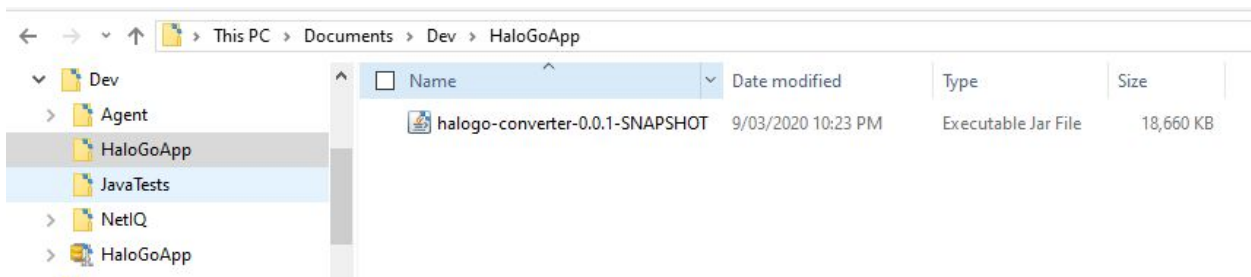 This PC > Documents > Dev > HaloGoApp
Dev
Name
Date modified
Type
Size
Agent
halogo-converter-0.0.1-SNAPSHOT
9/03/2020 10:23 PM
Executable Jar File
18,660 KB
HaloGoApp
JavaTests
NetIQ
HaloGoApp